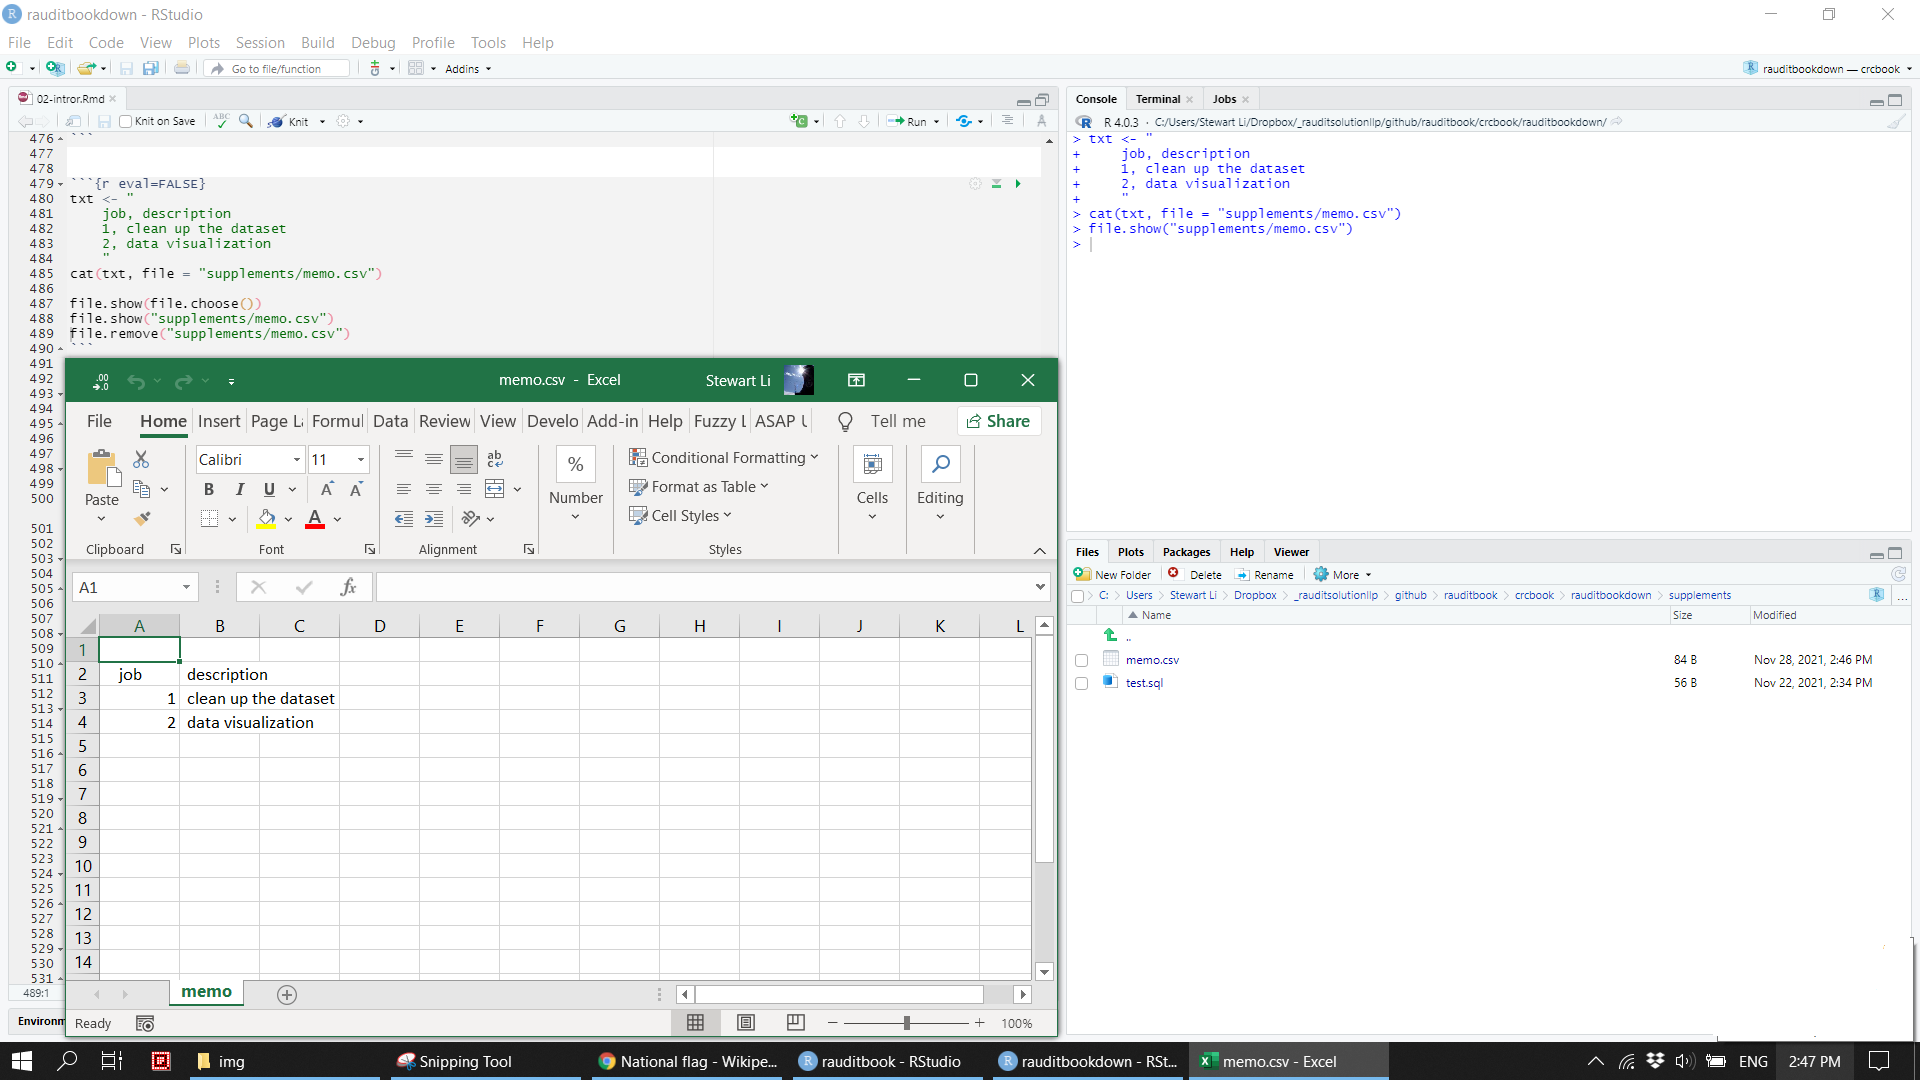 rauditbookdown - RStudio
File Edit Code View Plots Session Build Debug Profile Tools Help
Go to file/function Addins rauditbookdown — crcbook
02-intror.Rmd
Knit on Save ABC Knit Run
476 ```
477
478
479 ```{r eval=FALSE}
480 txt <- "
481 job, description
482 1, clean up the dataset
483 2, data visualization
484 "
485 cat(txt, file = "supplements/memo.csv")
486
487 file.show(file.choose())
488 file.show("supplements/memo.csv")
489 file.remove("supplements/memo.csv")
490 ```
491
492
493
494
495
496
497
498
499
500
501
502
503
504
505
506
507
508
509
510
511
512
513
514
515
516
517
518
519
520
521
522
523
524
525
526
527
528
529
530
531
489:1
Environm
memo.csv - Excel Stewart Li
File Home Insert Page La Formul Data Review View Develo Add-in Help Fuzzy L ASAP U Tell me Share
Paste
Clipboard
Calibri 11
B I U A A
A
Font
ab
Alignment
%
Number
Conditional Formatting
Format as Table
Cell Styles
Styles
Cells
Editing
A1 fx
A B C D E F G H I J K L
1
2 job description
3 1 clean up the dataset
4 2 data visualization
5
6
7
8
9
10
11
12
13
14
memo
Ready 100%
Console Terminal Jobs
R 4.0.3 · C:/Users/Stewart Li/Dropbox/_rauditsolutionllp/github/rauditbook/crcbook/rauditbookdown/
> txt <- "
+ job, description
+ 1, clean up the dataset
+ 2, data visualization
+ "
> cat(txt, file = "supplements/memo.csv")
> file.show("supplements/memo.csv")
>
Files Plots Packages Help Viewer
New Folder Delete Rename More
C: Users Stewart Li Dropbox _rauditsolutionllp github rauditbook crcbook rauditbookdown supplements ...
Name Size Modified
..
memo.csv 84 B Nov 28, 2021, 2:46 PM
test.sql 56 B Nov 22, 2021, 2:34 PM
img Snipping Tool National flag - Wikipe... rauditbook - RStudio rauditbookdown - RSt... memo.csv - Excel ENG 2:47 PM